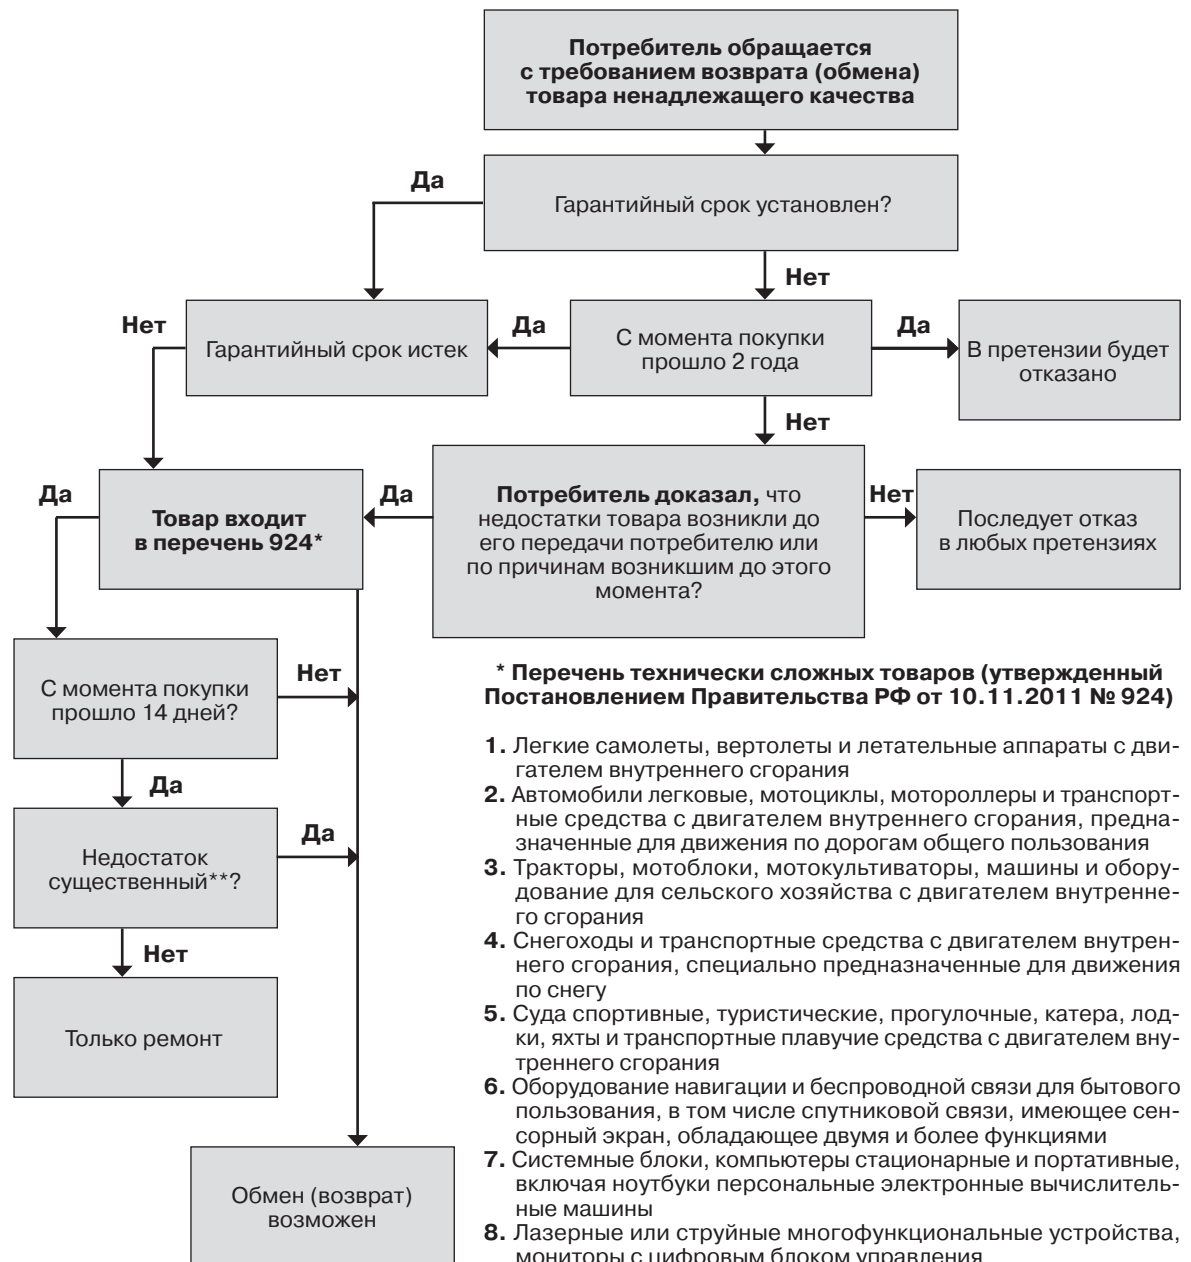 Потребитель обращается
с требованием возврата (обмена)
товара ненадлежащего качества
Да
Гарантийный срок установлен?
Нет
Нет
Гарантийный срок истек
Да
С момента покупки
прошло 2 года
Да
В претензии будет
отказано
Нет
Да
Товар входит
в перечень 924*
Да
Потребитель доказал, что
недостатки товара возникли до
его передачи потребителю или
по причинам возникшим до этого
момента?
Нет
Последует отказ
в любых претензиях
С момента покупки
прошло 14 дней?
Нет
Да
Недостаток
существенный**?
Да
Нет
Только ремонт
Обмен (возврат)
возможен
* Перечень технически сложных товаров (утвержденный
Постановлением Правительства РФ от 10.11.2011 № 924)
1. Легкие самолеты, вертолеты и летательные аппараты с дви-
гателем внутреннего сгорания
2. Автомобили легковые, мотоциклы, мотороллеры и транспорт-
ные средства с двигателем внутреннего сгорания, предна-
значенные для движения по дорогам общего пользования
3. Тракторы, мотоблоки, мотокультиваторы, машины и обору-
дование для сельского хозяйства с двигателем внутренне-
го сгорания
4. Снегоходы и транспортные средства с двигателем внутрен-
него сгорания, специально предназначенные для движения
по снегу
5. Суда спортивные, туристические, прогулочные, катера, лод-
ки, яхты и транспортные плавучие средства с двигателем вну-
треннего сгорания
6. Оборудование навигации и беспроводной связи для бытового
пользования, в том числе спутниковой связи, имеющее сен-
сорный экран, обладающее двумя и более функциями
7. Системные блоки, компьютеры стационарные и портативные,
включая ноутбуки персональные электронные вычислитель-
ные машины
8. Лазерные или струйные многофункциональные устройства,
мониторы с цифровым блоком управления